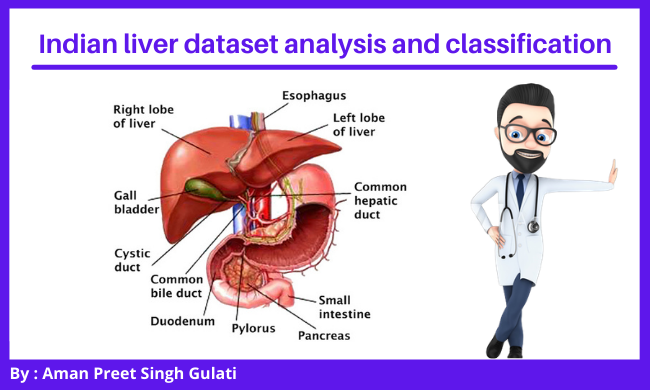 Indian liver dataset analysis and classification
Esophagus
Right lobe
of liver
Left lobe
of liver
Gall
bladder
Common
hepatic
duct
Cystic
duct
Common
bile duct
Duodenum
Pylorus
Small
intestine
Pancreas
By : Aman Preet Singh Gulati